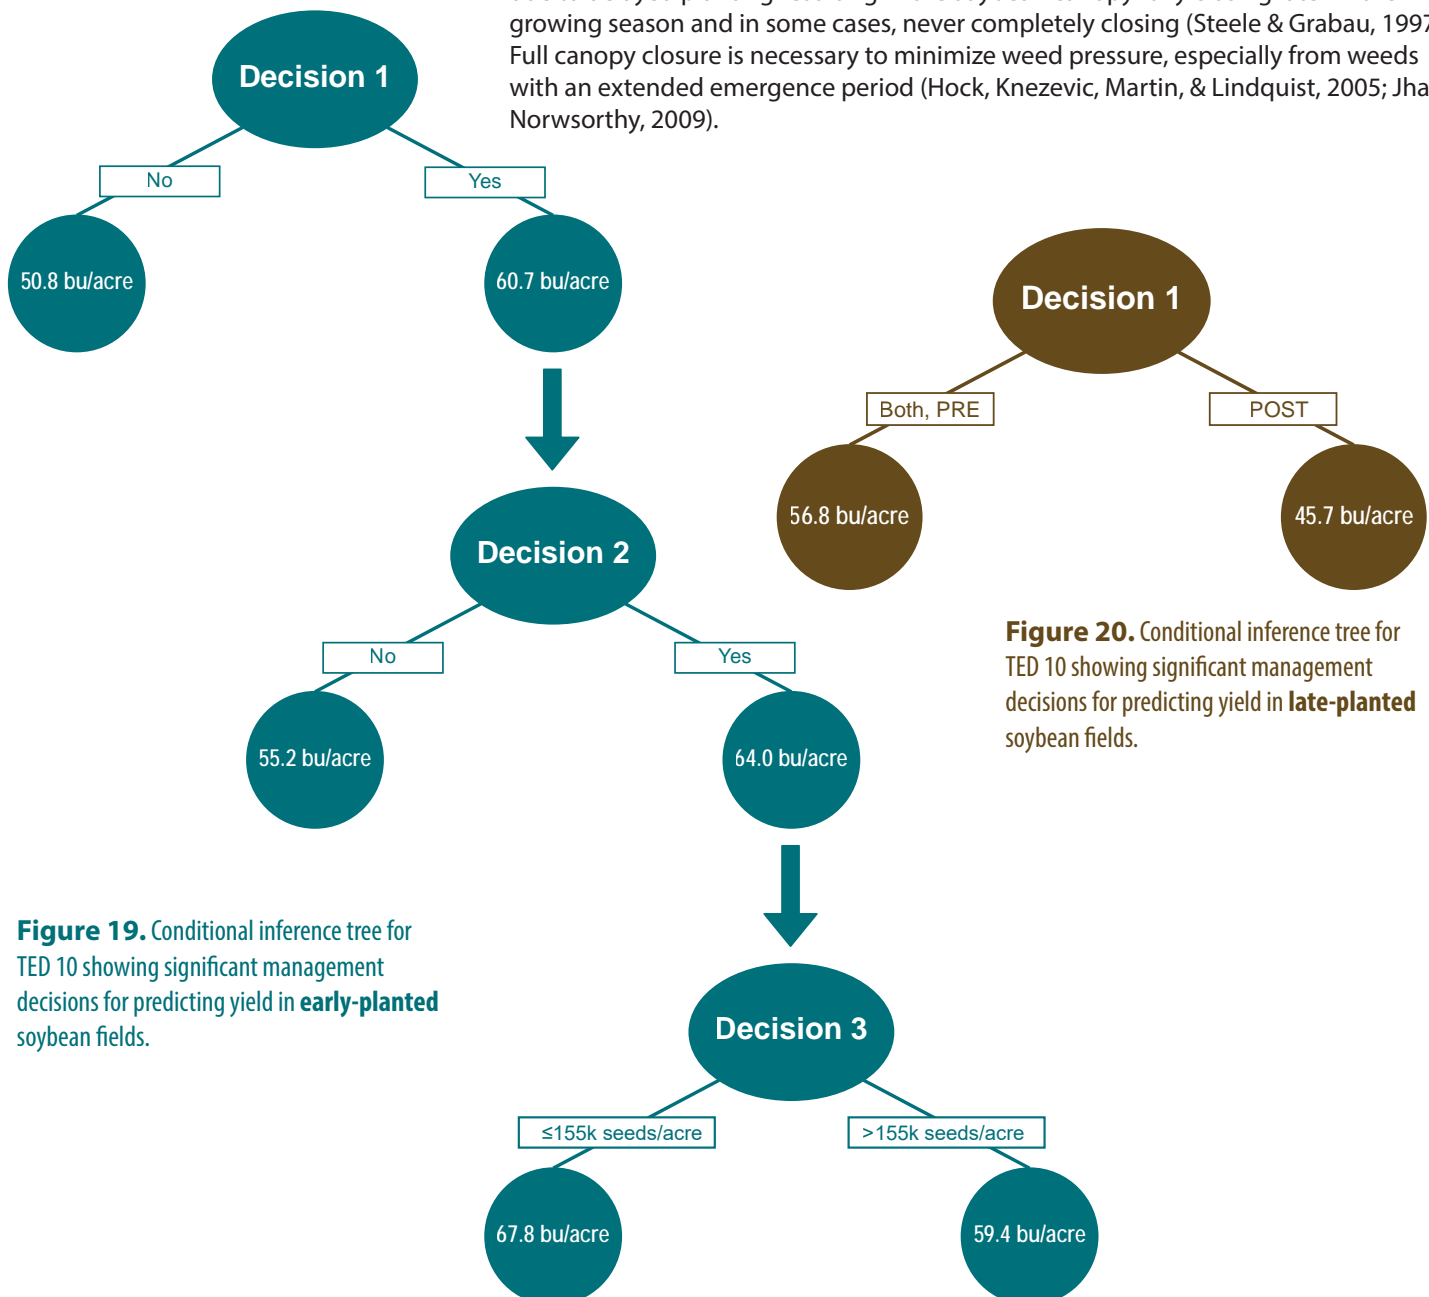 growing season and in some cases, never completely closing (Steele & Grabau, 1997
Full canopy closure is necessary to minimize weed pressure, especially from weeds
with an extended emergence period (Hock, Knezevic, Martin, & Lindquist, 2005; Jha
Norwsorthy, 2009).
Decision 1
No
Yes
50.8 bu/acre
60.7 bu/acre
Decision 2
No
Yes
55.2 bu/acre
64.0 bu/acre
Decision 3
≤155k seeds/acre
>155k seeds/acre
67.8 bu/acre
59.4 bu/acre
Figure 19. Conditional inference tree for
TED 10 showing significant management
decisions for predicting yield in early-planted
soybean fields.
Decision 1
Both, PRE
POST
56.8 bu/acre
45.7 bu/acre
Figure 20. Conditional inference tree for
TED 10 showing significant management
decisions for predicting yield in late-planted
soybean fields.